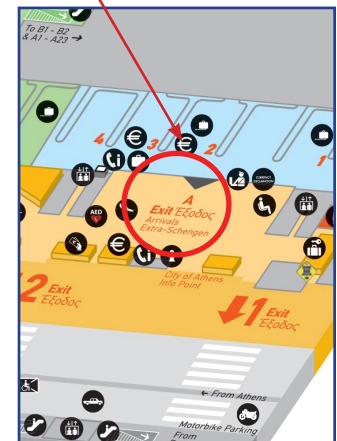 To B1 - B2
& A1 - A23 →
4
3
2
1
CURRENCY
DECLARATION
A
Exit Έξοδος
Arrivals
Extra-Schengen
AED
City of Athens
Info Point
2 Exit
Έξοδος
1 Exit
Έξοδος
← From Athens
Motorbike Parking
From